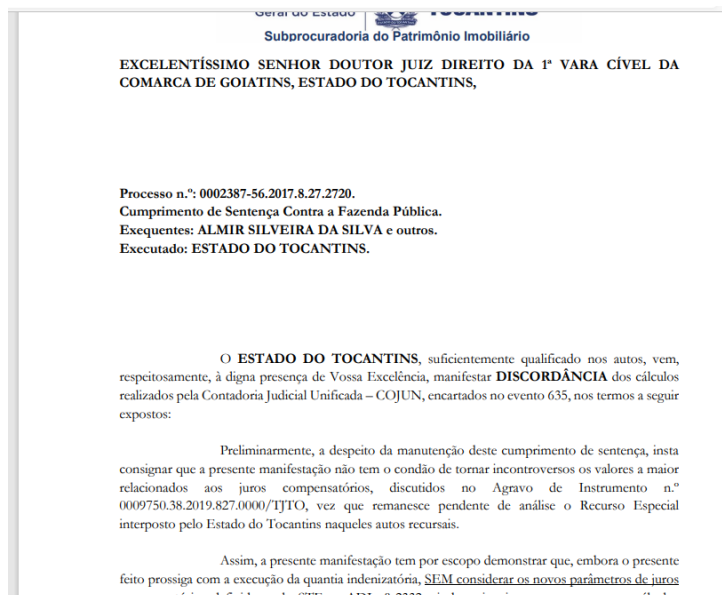 Geral do Estado TOCANTINS
Subprocuradoria do Patrimônio Imobiliário
EXCELENTÍSSIMO SENHOR DOUTOR JUIZ DIREITO DA 1ª VARA CÍVEL DA
COMARCA DE GOIATINS, ESTADO DO TOCANTINS,
Processo n.º: 0002387-56.2017.8.27.2720.
Cumprimento de Sentença Contra a Fazenda Pública.
Exequentes: ALMIR SILVEIRA DA SILVA e outros.
Executado: ESTADO DO TOCANTINS.
O ESTADO DO TOCANTINS, suficientemente qualificado nos autos, vem,
respeitosamente, à digna presença de Vossa Excelência, manifestar DISCORDÂNCIA dos cálculos
realizados pela Contadoria Judicial Unificada – COJUN, encartados no evento 635, nos termos a seguir
expostos:
Preliminarmente, a despeito da manutenção deste cumprimento de sentença, insta
consignar que a presente manifestação não tem o condão de tornar incontroversos os valores a maior
relacionados aos juros compensatórios, discutidos no Agravo de Instrumento n.º
0009750.38.2019.827.0000/TJTO, vez que remanesce pendente de análise o Recurso Especial
interposto pelo Estado do Tocantins naqueles autos recursais.
Assim, a presente manifestação tem por escopo demonstrar que, embora o presente
feito prossiga com a execução da quantia indenizatória, SEM considerar os novos parâmetros de juros